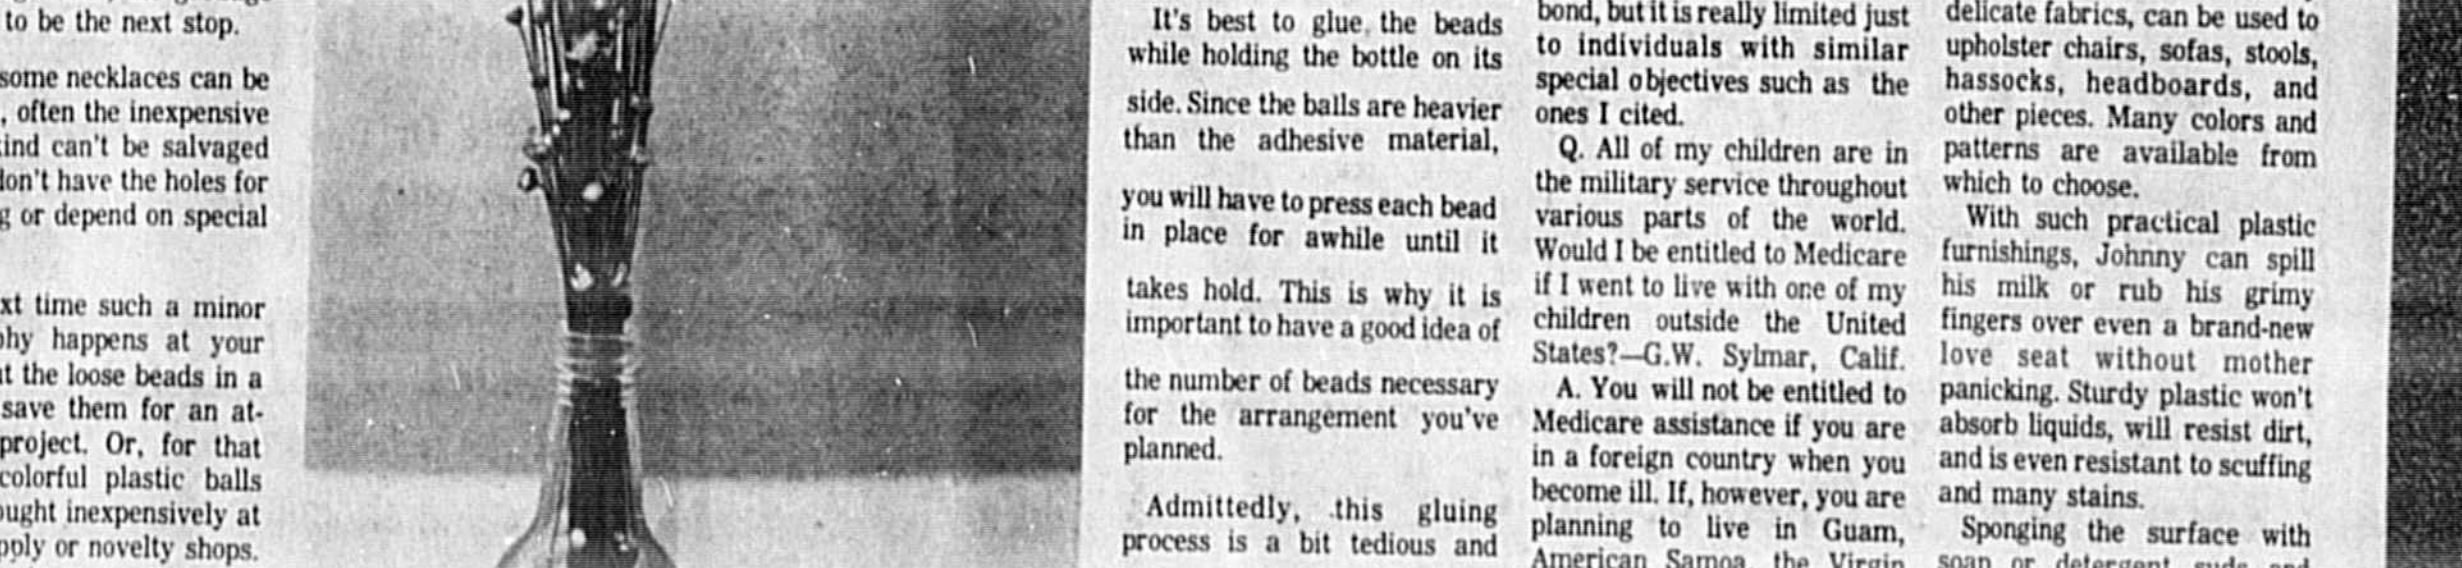 to be the next stop.
some necklaces can be
, often the inexpensive
kind can't be salvaged
don't have the holes for
or depend on special
time such a minor
happens at your
the loose beads in a
save them for an at-
project. Or, for that
colorful plastic balls
inexpensively at
or novelty shops.
It's best to glue the beads
while holding the bottle on its
side. Since the balls are heavier
than the adhesive material,
you will have to press each bead
in place for awhile until it
takes hold. This is why it is
important to have a good idea of
the number of beads necessary
for the arrangement you've
planned.
Admittedly, this gluing
process is a bit tedious and
bond, but it is really limited just
to individuals with similar
special objectives such as the
ones I cited.
Q. All of my children are in
the military service throughout
various parts of the world.
Would I be entitled to Medicare
if I went to live with one of my
children outside the United
States?—G.W. Sylmar, Calif.
A. You will not be entitled to
Medicare assistance if you are
in a foreign country when you
become ill. If, however, you are
planning to live in Guam,
American Samoa, the Virgin
delicate fabrics, can be used to
upholster chairs, sofas, stools,
hassocks, headboards, and
other pieces. Many colors and
patterns are available from
which to choose.
With such practical plastic
furnishings, Johnny can spill
his milk or rub his grimy
fingers over even a brand-new
love seat without mother
panicking. Sturdy plastic won't
absorb liquids, will resist dirt,
and is even resistant to scuffing
and many stains.
Sponging the surface with
soap or detergent suds and